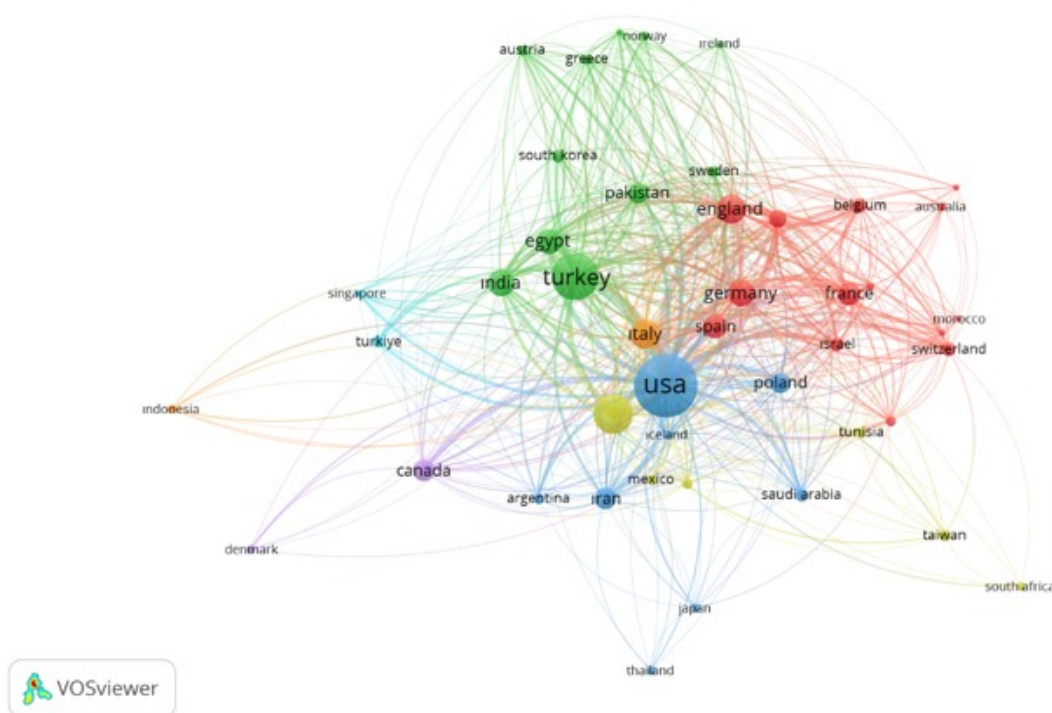 norway
ireland
austria
greece
south korea
sweden
pakistan
england
belgium
australia
egypt
turkey
india
singapore
germany
france
morocco
italy
spain
turkiye
israel
switzerland
usa
poland
indonesia
iceland
tunisia
canada
mexico
argentina
iran
saudi arabia
taiwan
denmark
south africa
japan
thailand
VOSviewer